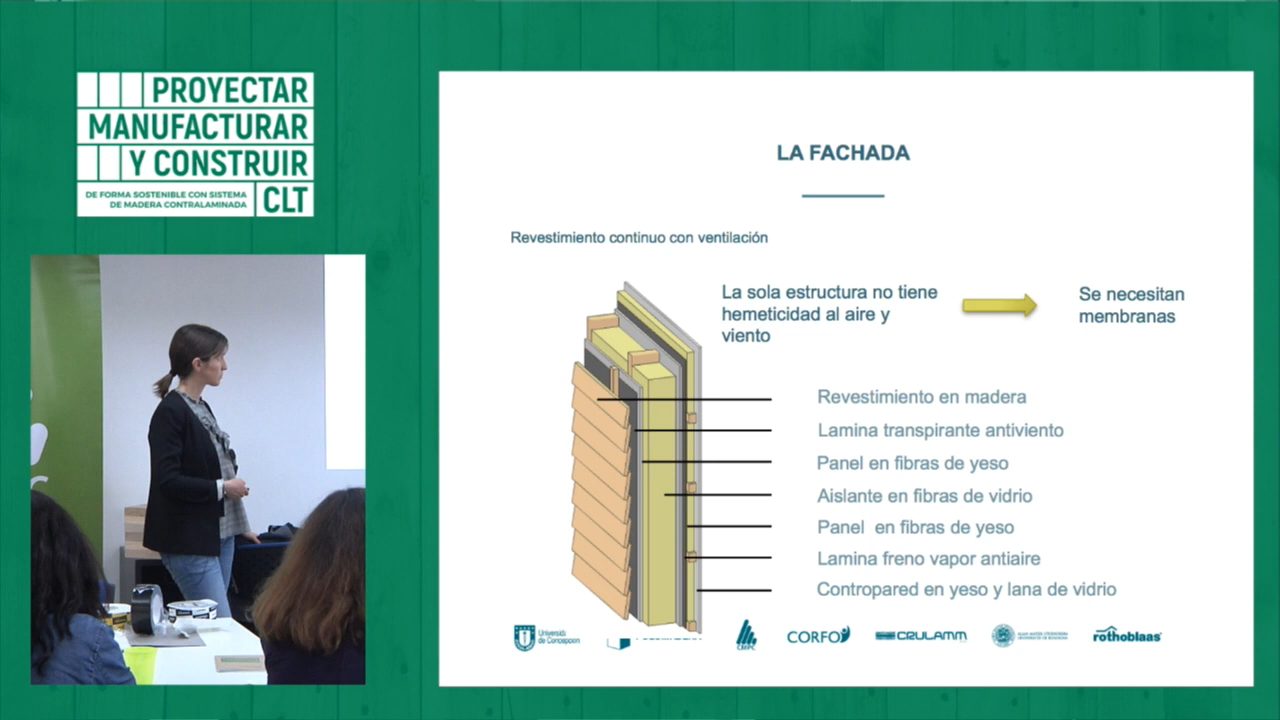 PROYECTAR
MANUFACTURAR
Y CONSTRUIR
DE FORMA SOSTENIBLE CON SISTEMA
DE MADERA CONTRALAMINADA
CLT
LA FACHADA
Revestimiento continuo con ventilación
La sola estructura no tiene
hemeticidad al aire y
viento
Se necesitan
membranas
Revestimiento en madera
Lamina transpirante antiviento
Panel en fibras de yeso
Aislante en fibras de vidrio
Panel en fibras de yeso
Lamina freno vapor antiaire
Contropared en yeso y lana de vidrio
Universidad
de Concepción
CMPC
CORFO
CRULAMM
rothoblaas